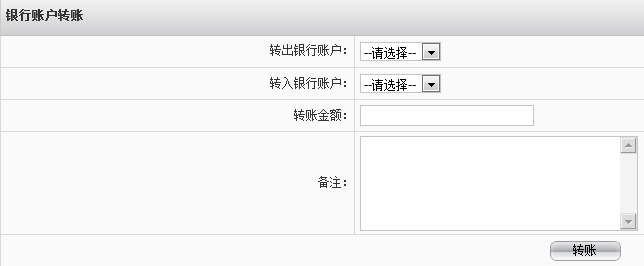 银行账户转账
转出银行账户： --请选择--
转入银行账户： --请选择--
转账金额：
备注：
转账